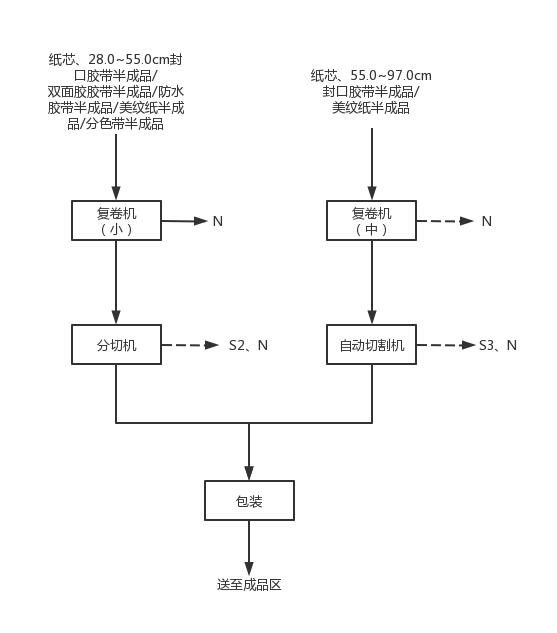 纸芯、28.0~55.0cm封
口胶带半成品/
双面胶胶带半成品/防水
胶带半成品/美纹纸半成
品/分色带半成品
纸芯、55.0~97.0cm
封口胶带半成品/
美纹纸半成品
复卷机
（小）
N
复卷机
（中）
N
分切机
S2、N
自动切割机
S3、N
包装
送至成品区